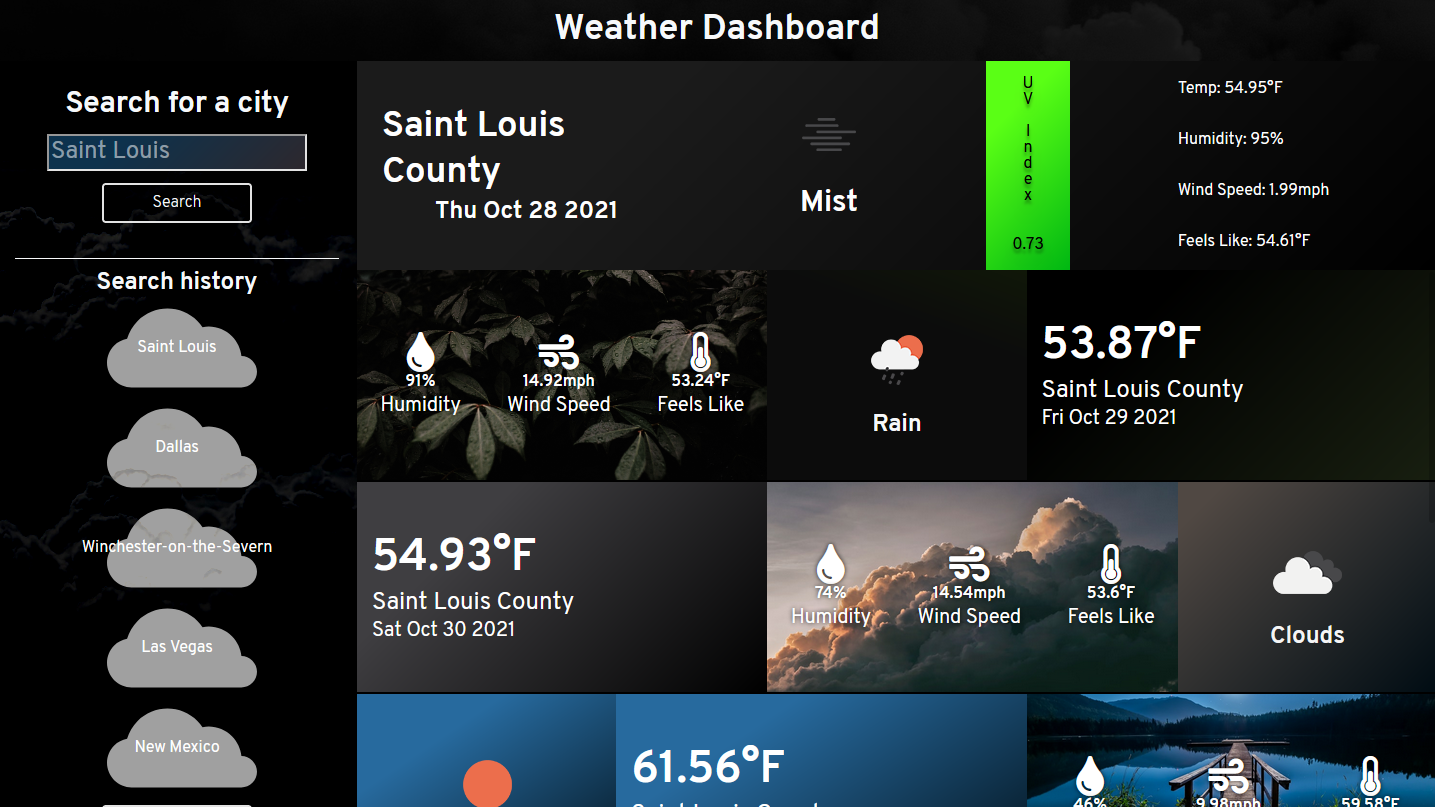 Weather Dashboard
Search for a city
Saint Louis
Search
Search history
Saint Louis
Dallas
Winchester-on-the-Severn
Las Vegas
New Mexico
Saint Louis
County
Thu Oct 28 2021
Mist
UV Index
0.73
Temp: 54.95°F
Humidity: 95%
Wind Speed: 1.99mph
Feels Like: 54.61°F
91%
Humidity
14.92mph
Wind Speed
53.24°F
Feels Like
Rain
53.87°F
Saint Louis County
Fri Oct 29 2021
54.93°F
Saint Louis County
Sat Oct 30 2021
74%
Humidity
14.54mph
Wind Speed
53.6°F
Feels Like
Clouds
61.56°F
46%
9.98mph
59.58°F